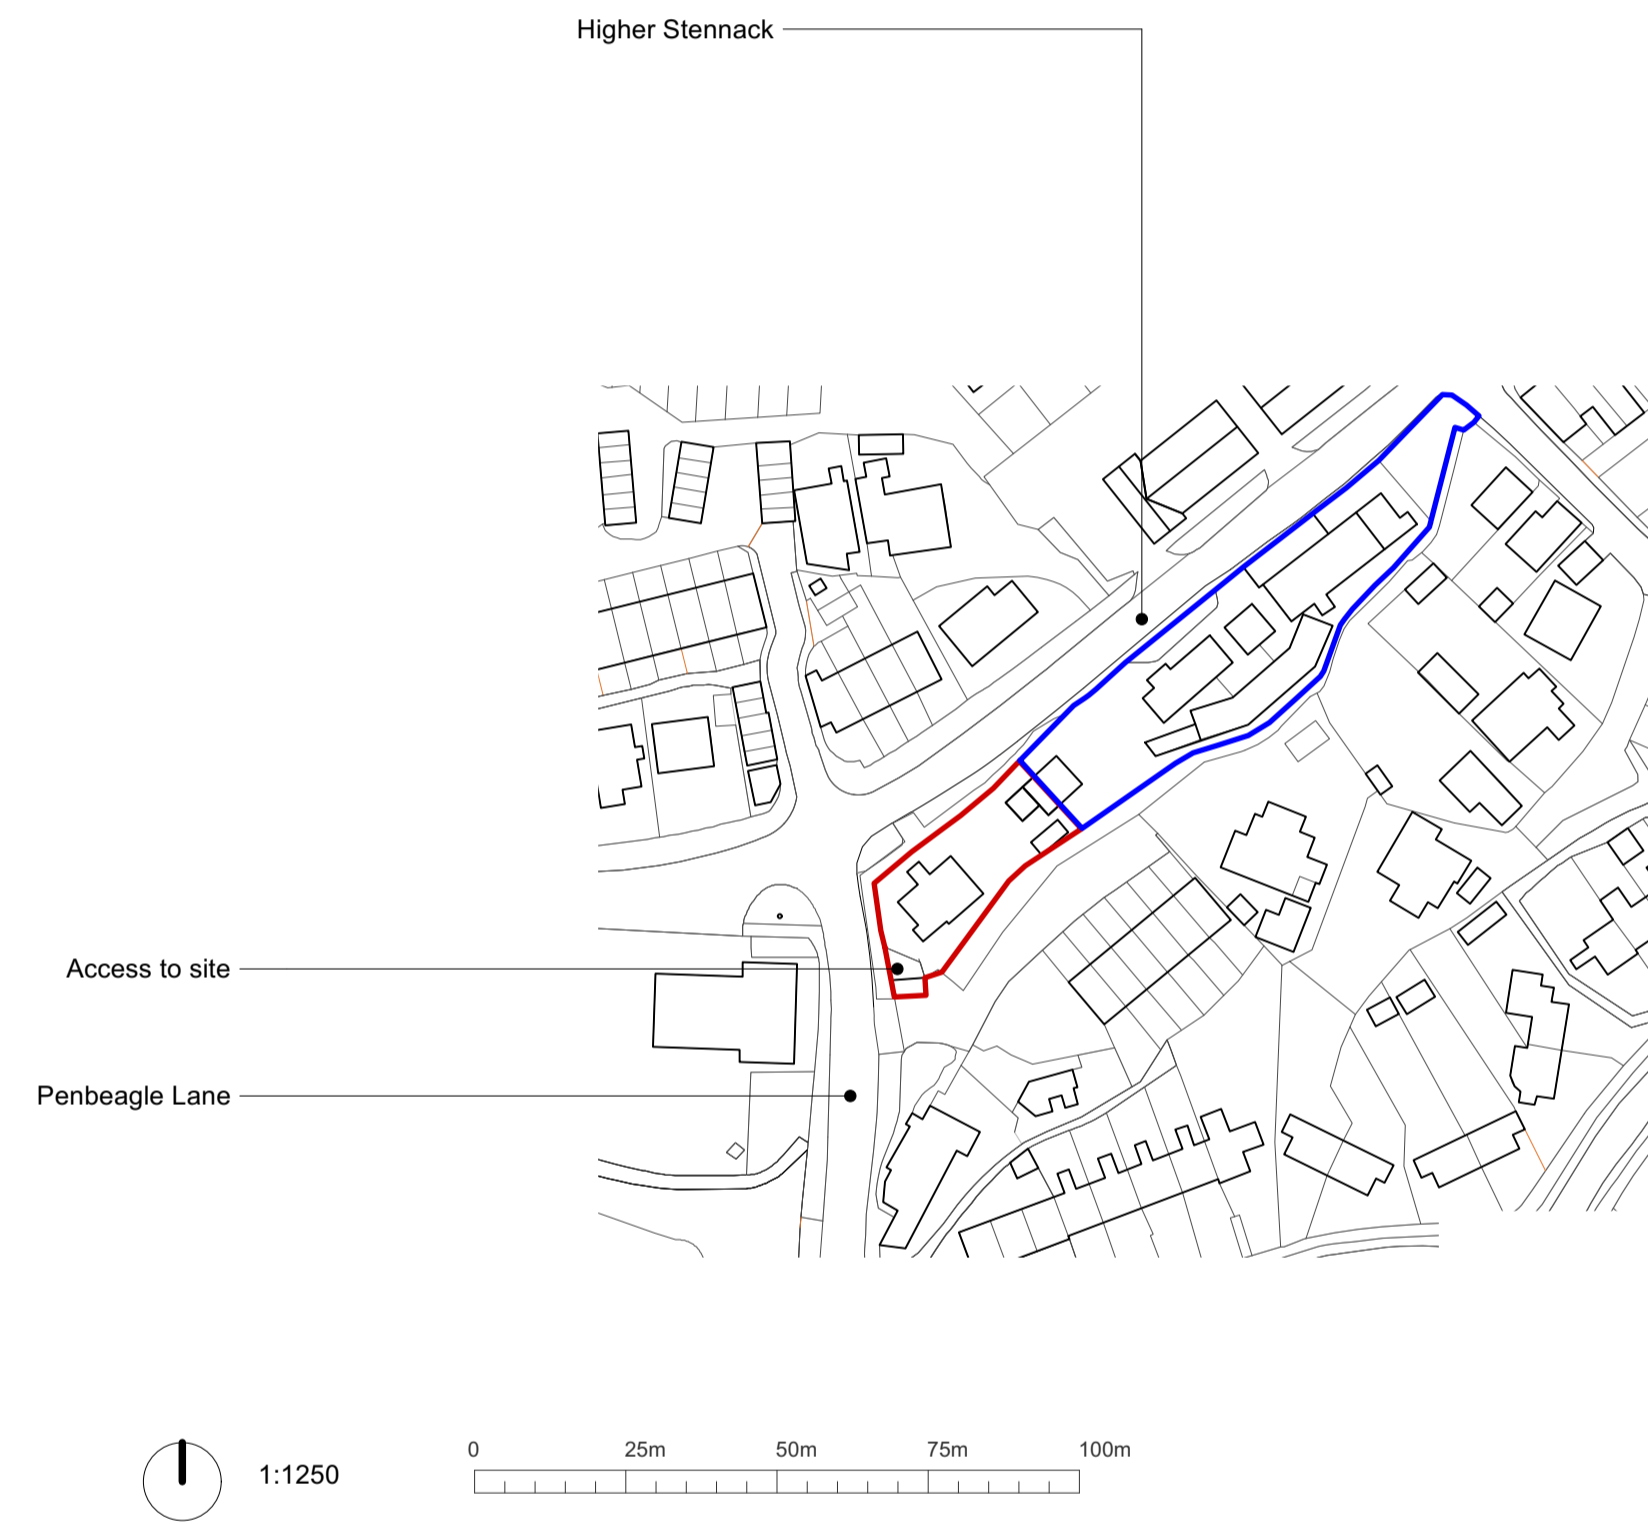 Higher Stennack
Access to site
Penbeagle Lane
1:1250
0 25m 50m 75m 100m